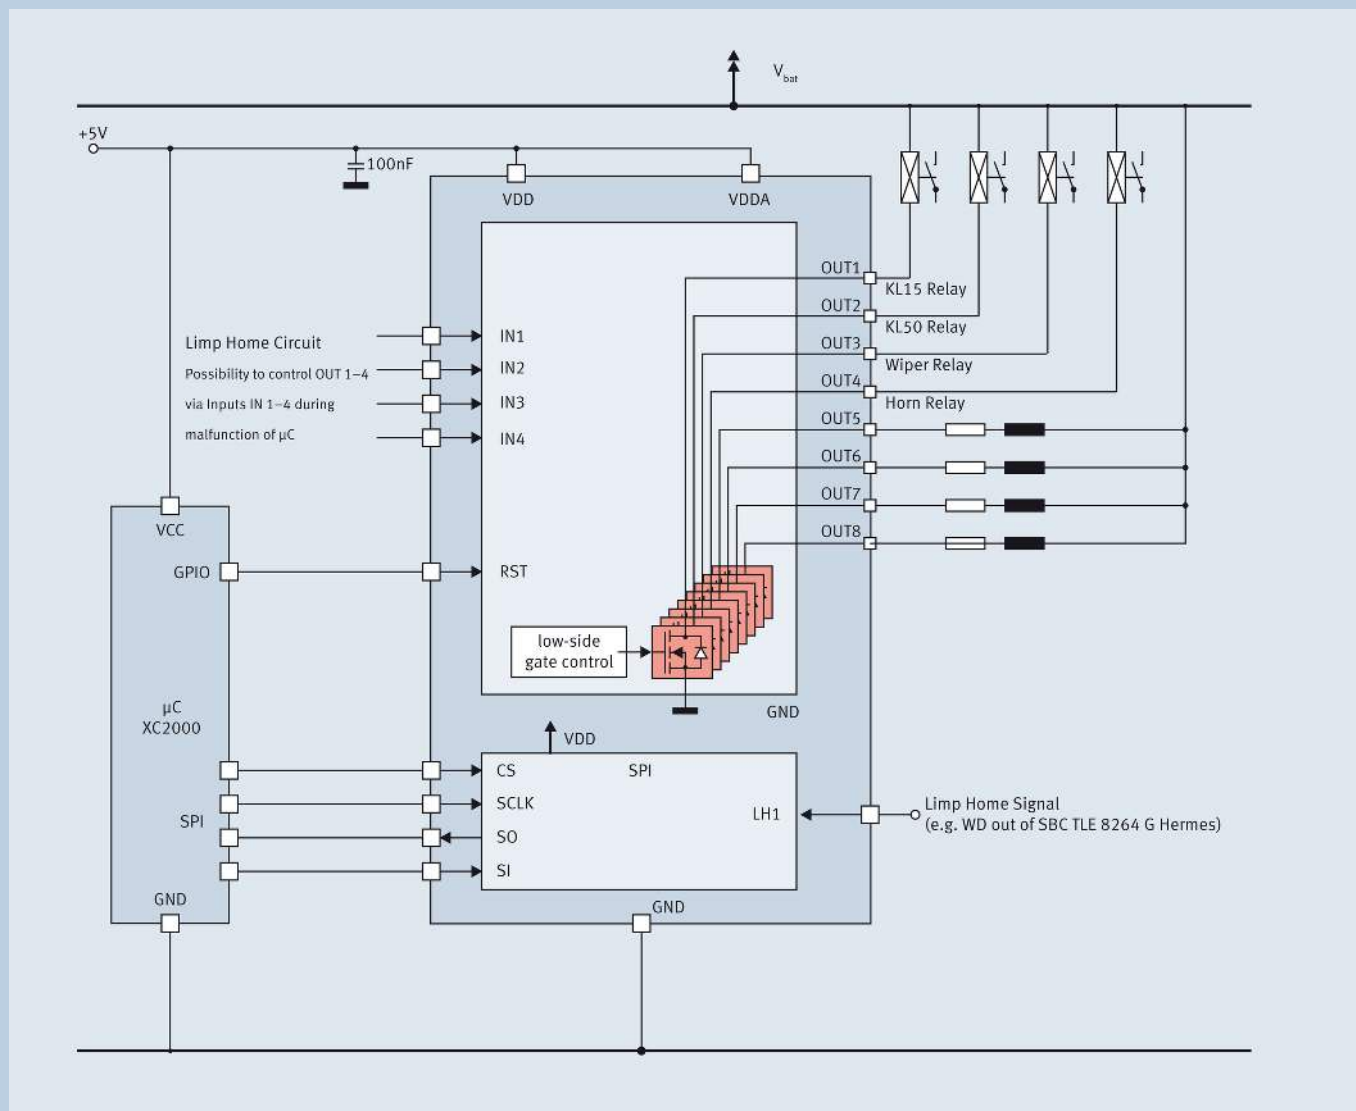 Vbat
+5V
100nF
VDD
VDDA
OUT1
KL15 Relay
OUT2
KL50 Relay
OUT3
Wiper Relay
OUT4
Horn Relay
OUT5
OUT6
OUT7
OUT8
Limp Home Circuit
Possibility to control OUT 1–4
via Inputs IN 1–4 during
malfunction of µC
IN1
IN2
IN3
IN4
VCC
GPIO
RST
low-side
gate control
GND
µC
XC2000
VDD
CS
SPI
SCLK
SO
SI
LH1
Limp Home Signal
(e.g. WD out of SBC TLE 8264 G Hermes)
SPI
GND
GND